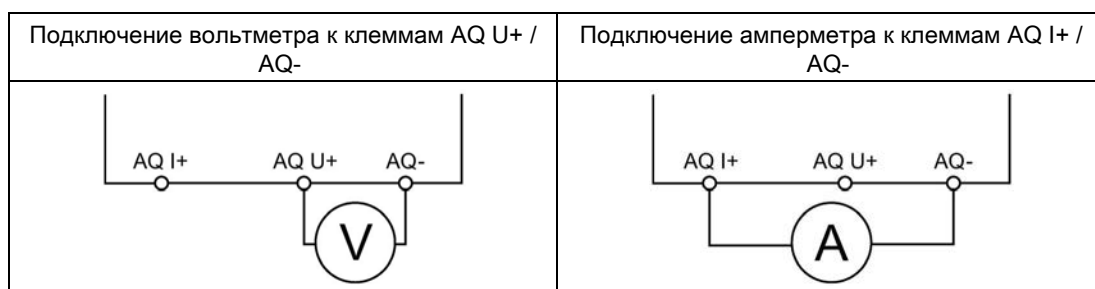 Подключение вольтметра к клеммам AQ U+ /
AQ-
Подключение амперметра к клеммам AQ I+ /
AQ-
AQ I+ AQ U+ AQ-
V
AQ I+ AQ U+ AQ-
A